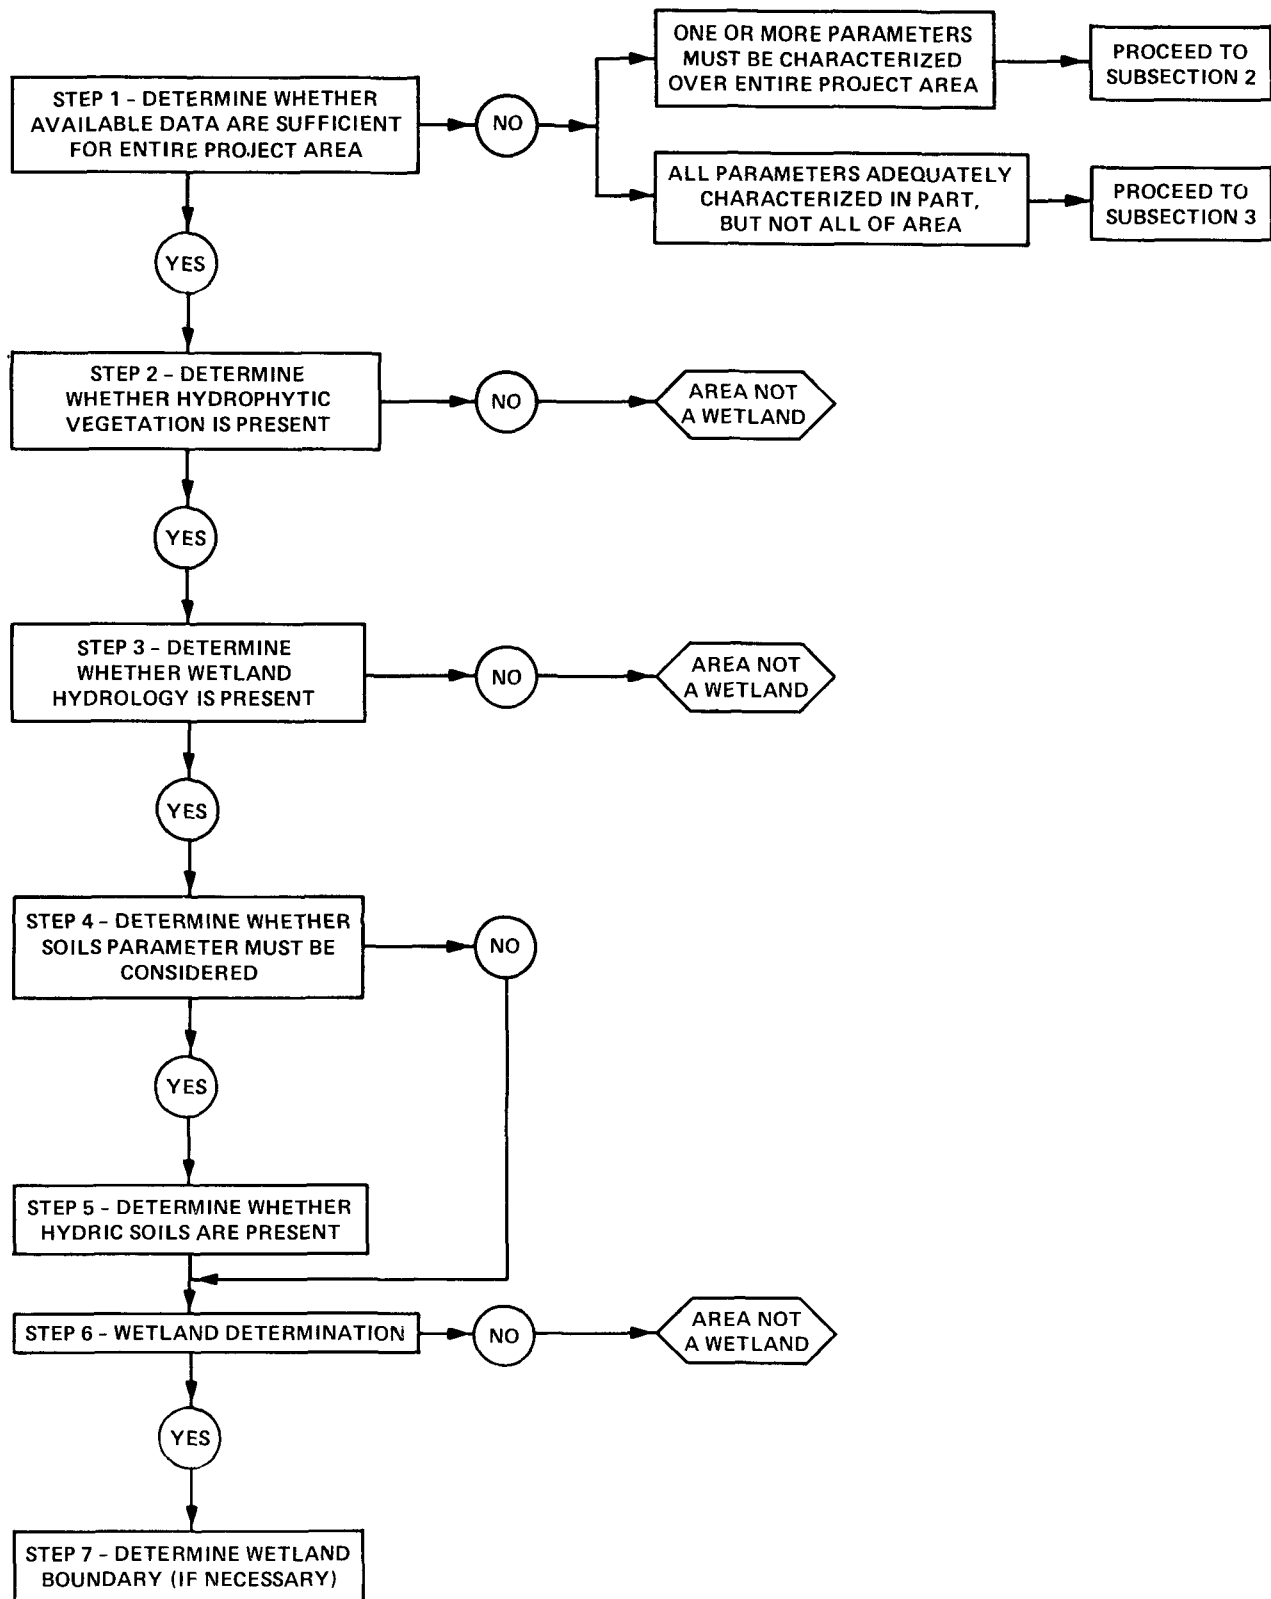 STEP 1 - DETERMINE WHETHER
AVAILABLE DATA ARE SUFFICIENT
FOR ENTIRE PROJECT AREA
NO
ONE OR MORE PARAMETERS
MUST BE CHARACTERIZED
OVER ENTIRE PROJECT AREA
PROCEED TO
SUBSECTION 2
ALL PARAMETERS ADEQUATELY
CHARACTERIZED IN PART,
BUT NOT ALL OF AREA
PROCEED TO
SUBSECTION 3
YES
STEP 2 - DETERMINE
WHETHER HYDROPHYTIC
VEGETATION IS PRESENT
NO
AREA NOT
A WETLAND
YES
STEP 3 - DETERMINE
WHETHER WETLAND
HYDROLOGY IS PRESENT
NO
AREA NOT
A WETLAND
YES
STEP 4 - DETERMINE WHETHER
SOILS PARAMETER MUST BE
CONSIDERED
NO
YES
STEP 5 - DETERMINE WHETHER
HYDRIC SOILS ARE PRESENT
STEP 6 - WETLAND DETERMINATION
NO
AREA NOT
A WETLAND
YES
STEP 7 - DETERMINE WETLAND
BOUNDARY (IF NECESSARY)